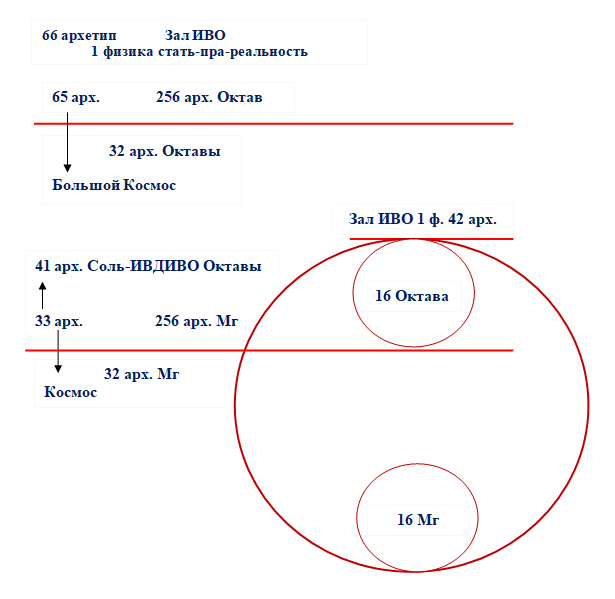 66 архетип Зал ИВО
1 физика стать-пра-реальность
65 арх. 256 арх. Октав
32 арх. Октавы
Большой Космос
Зал ИВО 1 ф. 42 арх.
41 арх. Соль-ИВДИВО Октавы
16 Октава
33 арх. 256 арх. Мг
32 арх. Мг
Космос
16 Мг